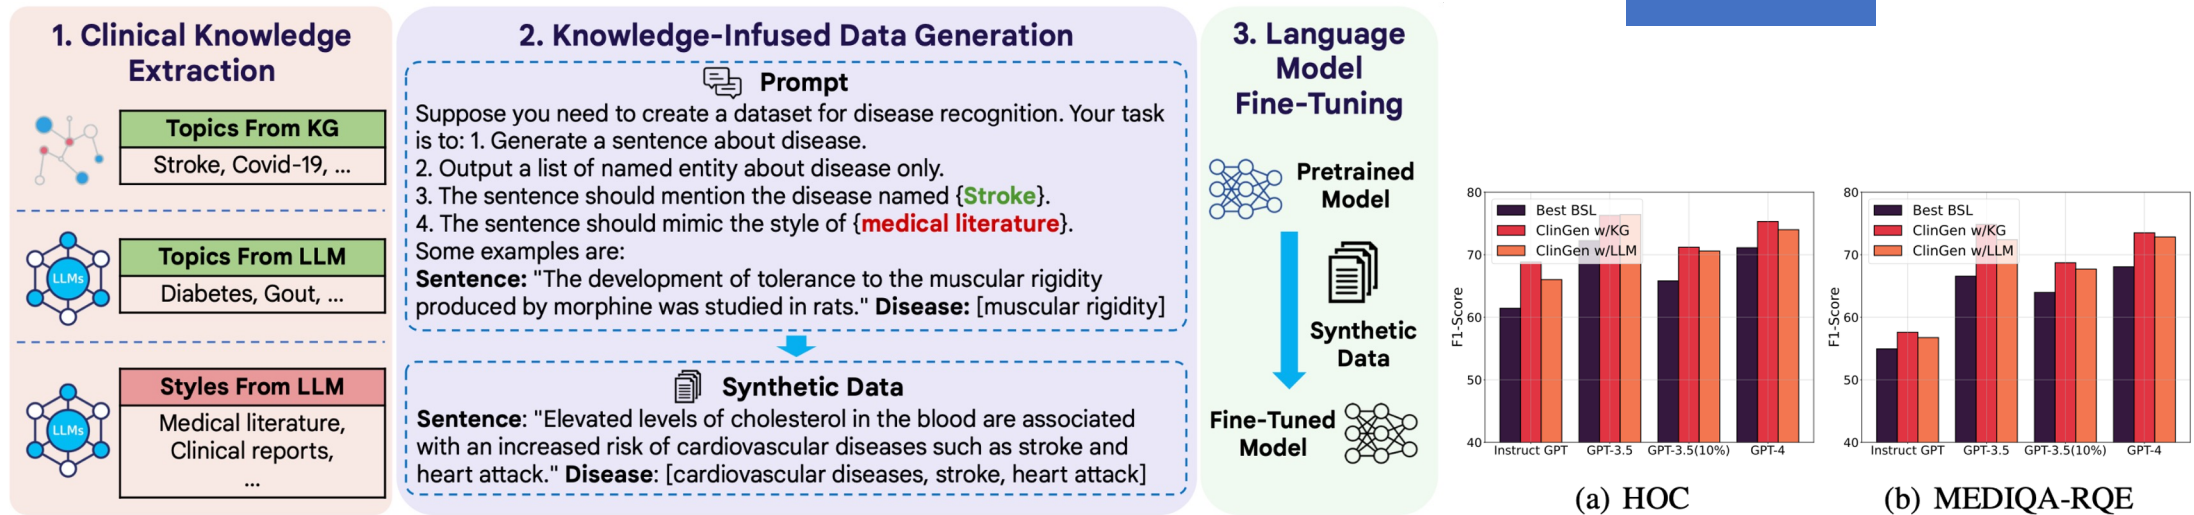 1. Clinical Knowledge
Extraction
Topics From KG
Stroke, Covid-19, ...
LLMs
Topics From LLM
Diabetes, Gout, ...
LLMs
Styles From LLM
Medical literature,
Clinical reports,
...
2. Knowledge-Infused Data Generation
Prompt
Suppose you need to create a dataset for disease recognition. Your task
is to: 1. Generate a sentence about disease.
2. Output a list of named entity about disease only.
3. The sentence should mention the disease named {Stroke}.
4. The sentence should mimic the style of {medical literature}.
Some examples are:
Sentence: "The development of tolerance to the muscular rigidity
produced by morphine was studied in rats." Disease: [muscular rigidity]
Synthetic Data
Sentence: "Elevated levels of cholesterol in the blood are associated
with an increased risk of cardiovascular diseases such as stroke and
heart attack." Disease: [cardiovascular diseases, stroke, heart attack]
3. Language
Model
Fine-Tuning
Pretrained
Model
Synthetic
Data
Fine-Tuned
Model
80
70
60
50
40
F1-Score
Best BSL
ClinGen w/KG
ClinGen w/LLM
Instruct GPT GPT-3.5 GPT-3.5(10%) GPT-4
(a) HOC
80
70
60
50
40
F1-Score
Best BSL
ClinGen w/KG
ClinGen w/LLM
Instruct GPT GPT-3.5 GPT-3.5(10%) GPT-4
(b) MEDIQA-RQE